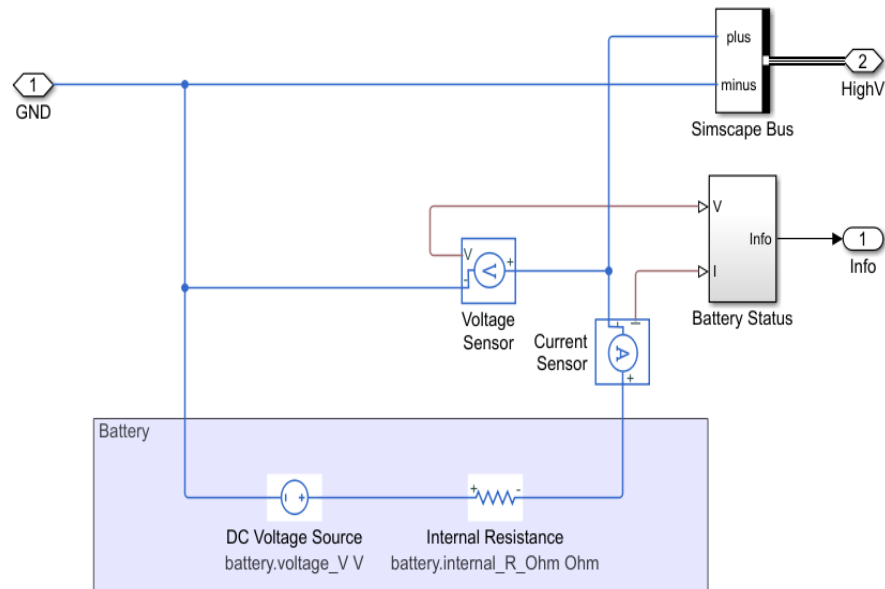 plus
1
2
minus
GND
HighV
Simscape Bus
V
V
Info
1
+
-
V
I
Info
Voltage
Sensor
Current
Sensor
Battery Status
I
-
A
+
Battery
- +
+ -
DC Voltage Source
Internal Resistance
battery.voltage_V V
battery.internal_R_Ohm Ohm